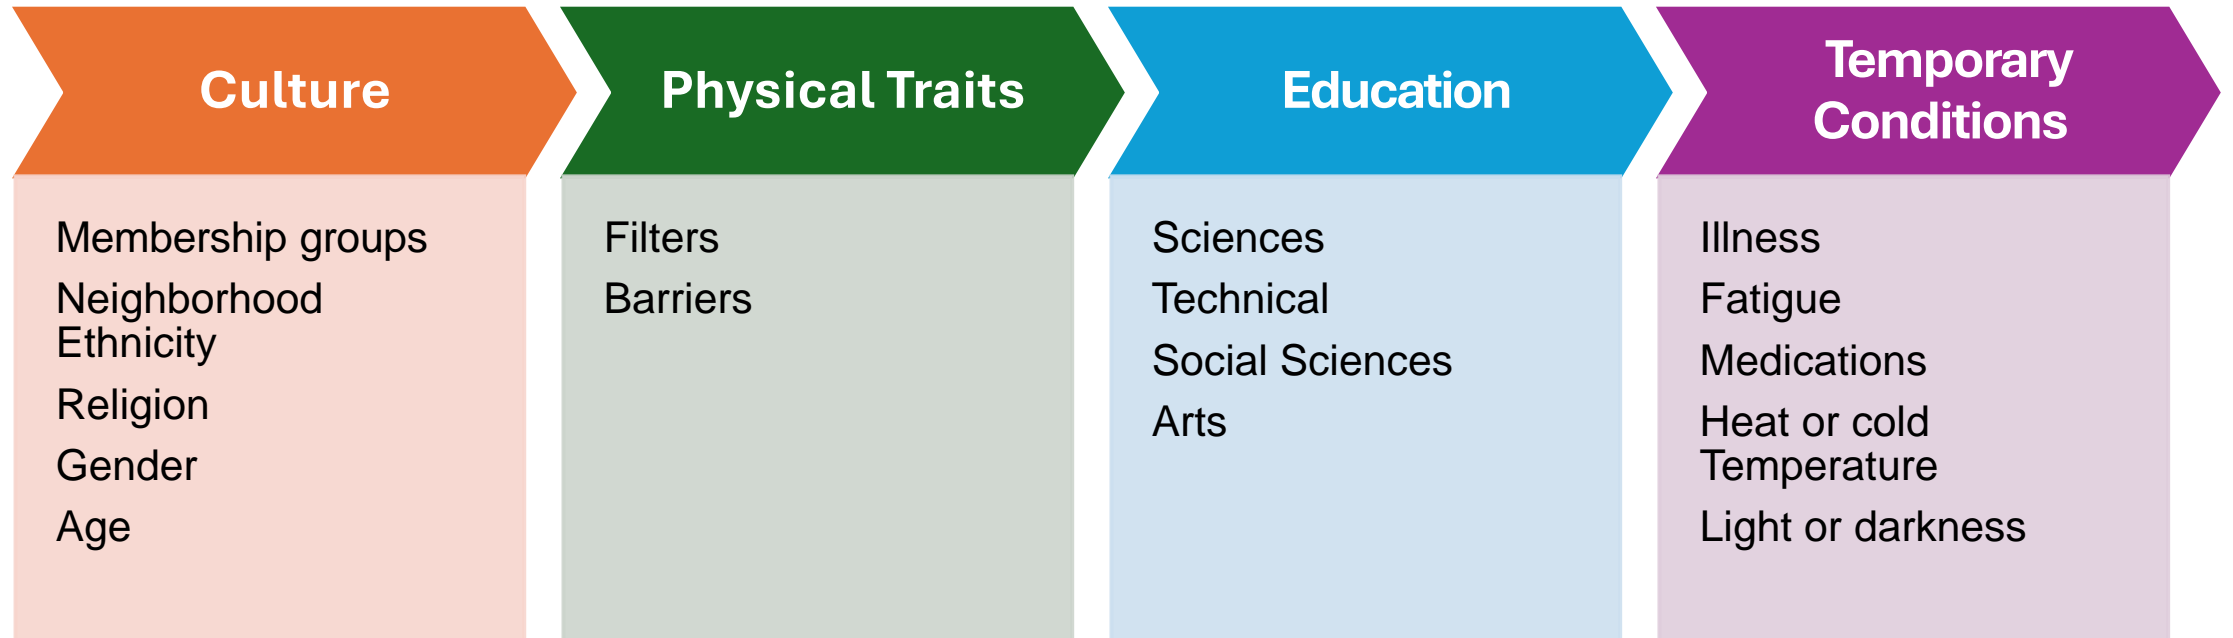 Culture
Membership groups
Neighborhood
Ethnicity
Religion
Gender
Age
Physical Traits
Filters
Barriers
Education
Sciences
Technical
Social Sciences
Arts
Temporary
Conditions
Illness
Fatigue
Medications
Heat or cold
Temperature
Light or darkness